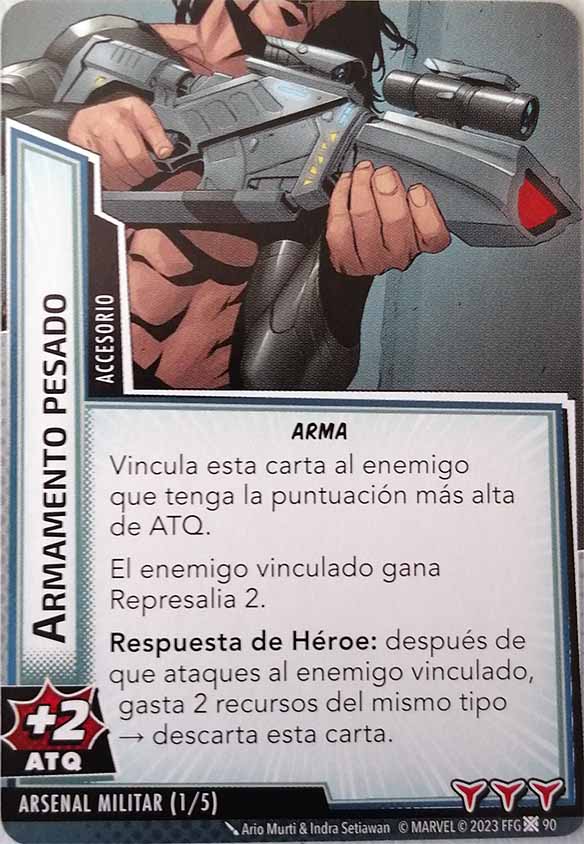 ACCESORIO
ARMAMENTO PESADO
ARMA
Vincula esta carta al enemigo
que tenga la puntuación más alta
de ATQ.
El enemigo vinculado gana
Represalia 2.
Respuesta de Héroe: después de
que ataques al enemigo vinculado,
gasta 2 recursos del mismo tipo
→ descarta esta carta.
+2
ATQ
ARSENAL MILITAR (1/5)
Ario Murti & Indra Setiawan © MARVEL © 2023 FFG 90